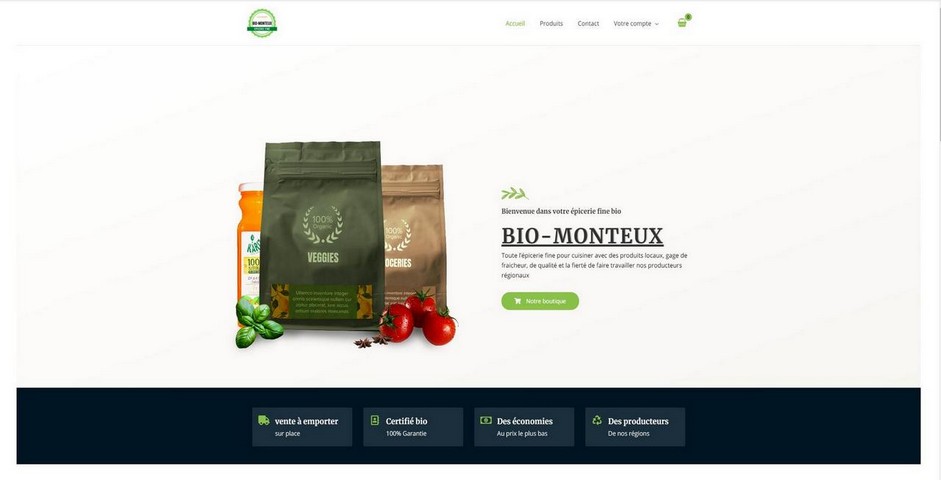 BIO-MONTEUX
Accueil
Produits
Contact
Votre compte
100%
Organic
VEGGIES
100%
Bienvenue dans votre épicerie fine bio
BIO-MONTEUX
Toute l'épicerie fine pour cuisiner avec des produits locaux, gage de
fraicheur, de qualité et la fierté de faire travailler nos producteurs
régionaux
Notre boutique
vente à emporter
sur place
Certifié bio
100% Garantie
Des économies
Au prix le plus bas
Des producteurs
De nos régions